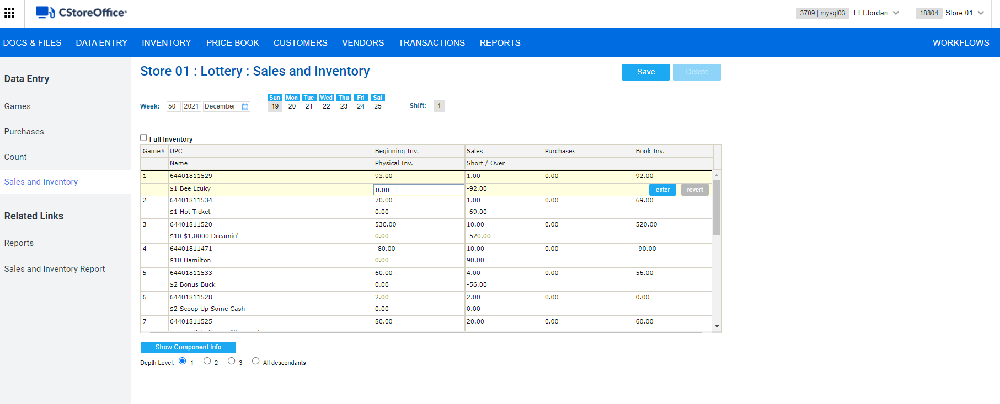 CStoreOffice®
3709 | mysql03 TTTJordan 18804 Store 01
DOCS & FILES DATA ENTRY INVENTORY PRICE BOOK CUSTOMERS VENDORS TRANSACTIONS REPORTS WORKFLOWS
Data Entry
Games
Purchases
Count
Sales and Inventory
Related Links
Reports
Sales and Inventory Report
Store 01 : Lottery : Sales and Inventory
Save Delete
Sun Mon Tue Wed Thu Fri Sat
Week: 50 2021 December 19 20 21 22 23 24 25 Shift: 1
Full Inventory
Game# UPC Beginning Inv. Sales Purchases Book Inv.
Name Physical Inv. Short / Over
1 64401811529 93.00 1.00 0.00 92.00
$1 Bee Lcuky 0.00 -92.00 enter revert
2 64401811534 70.00 1.00 0.00 69.00
$1 Hot Ticket 0.00 -69.00
3 64401811520 530.00 10.00 0.00 520.00
$10 $1,0000 Dreamin' 0.00 -520.00
4 64401811471 -80.00 10.00 0.00 -90.00
$10 Hamilton 0.00 90.00
5 64401811533 60.00 4.00 0.00 56.00
$2 Bonus Buck 0.00 -56.00
6 64401811528 2.00 2.00 0.00 0.00
$2 Scoop Up Some Cash 0.00 0.00
7 64401811525 80.00 20.00 0.00 60.00
Show Component Info
Depth Level: 1 2 3 All descendants